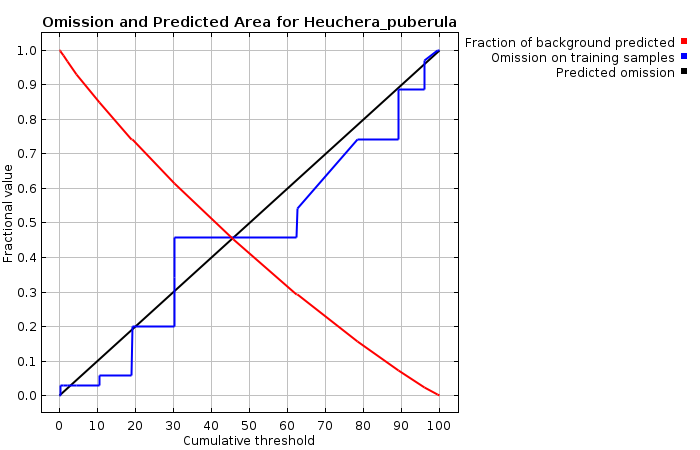 Omission and Predicted Area for Heuchera_puberula
Fraction of background predicted
Omission on training samples
Predicted omission
1.0
0.9
0.8
0.7
0.6
0.5
0.4
0.3
0.2
0.1
0.0
Fractional value
0 10 20 30 40 50 60 70 80 90 100
Cumulative threshold